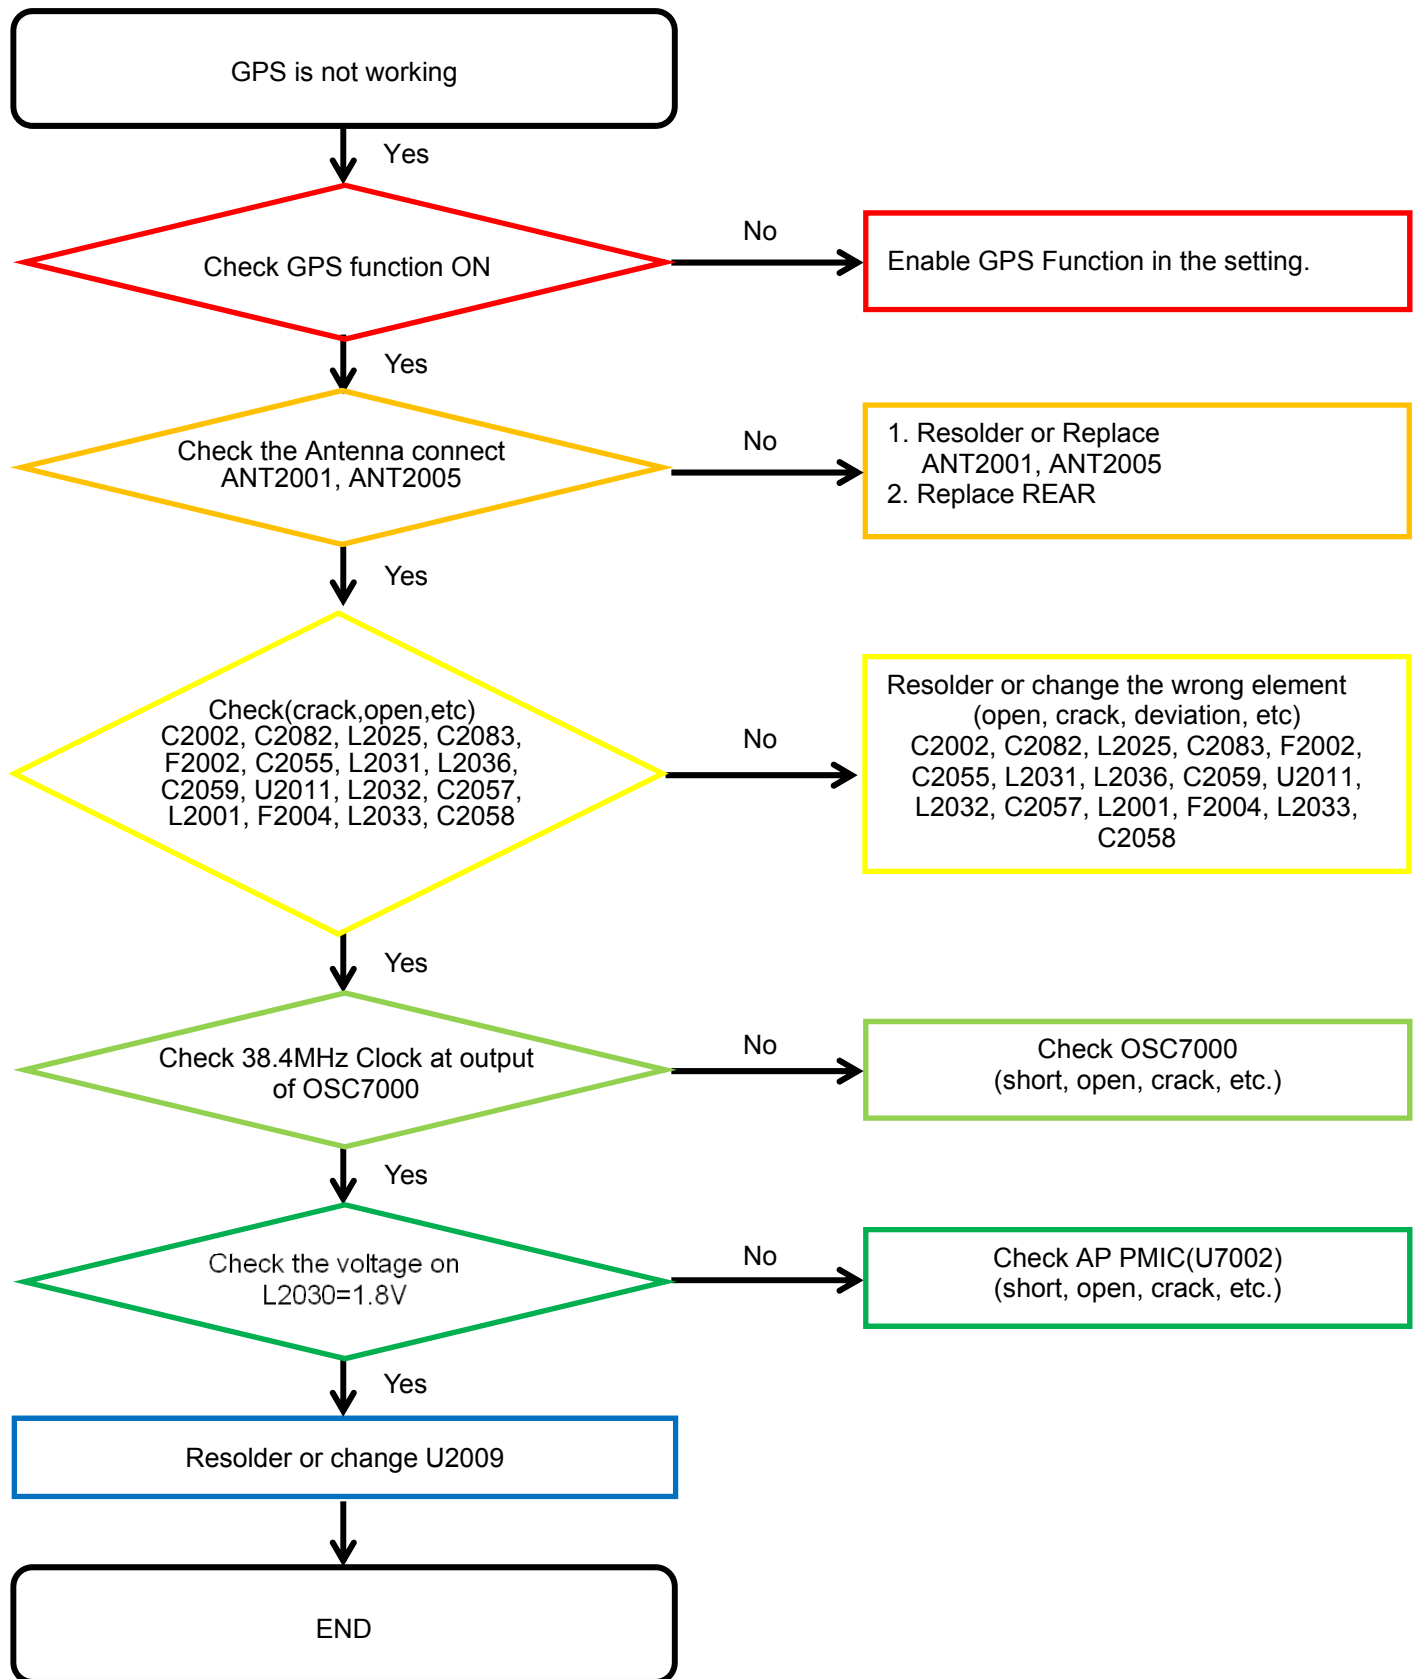 GPS is not working
Yes
Check GPS function ON
No
Enable GPS Function in the setting.
Yes
Check the Antenna connect
ANT2001, ANT2005
No
1. Resolder or Replace
ANT2001, ANT2005
2. Replace REAR
Yes
Check(crack,open,etc)
C2002, C2082, L2025, C2083,
F2002, C2055, L2031, L2036,
C2059, U2011, L2032, C2057,
L2001, F2004, L2033, C2058
No
Resolder or change the wrong element
(open, crack, deviation, etc)
C2002, C2082, L2025, C2083, F2002,
C2055, L2031, L2036, C2059, U2011,
L2032, C2057, L2001, F2004, L2033,
C2058
Yes
Check 38.4MHz Clock at output
of OSC7000
No
Check OSC7000
(short, open, crack, etc.)
Yes
Check the voltage on
L2030=1.8V
No
Check AP PMIC(U7002)
(short, open, crack, etc.)
Yes
Resolder or change U2009
END